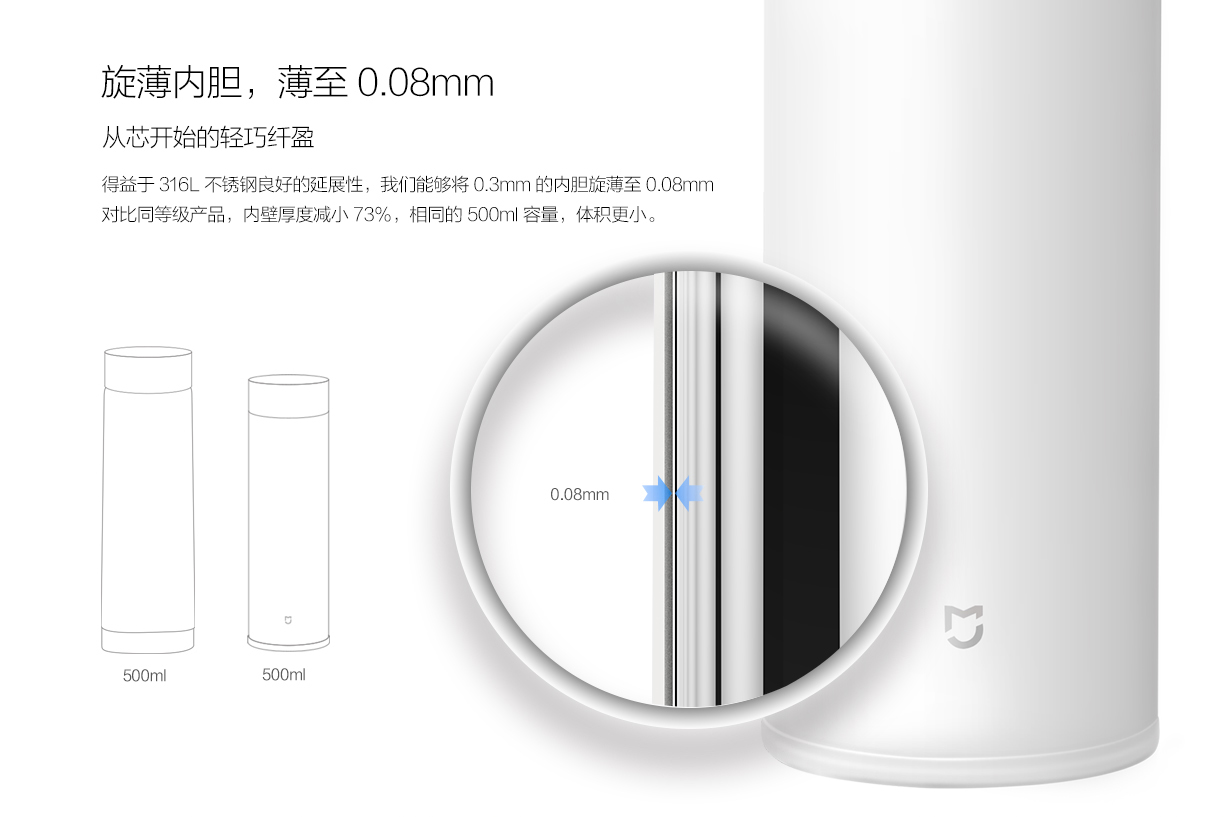 旋薄内胆，薄至 0.08mm
从芯开始的轻巧纤盈
得益于 316L 不锈钢良好的延展性，我们能够将 0.3mm 的内胆旋薄至 0.08mm
对比同等级产品，内壁厚度减小 73%，相同的 500ml 容量，体积更小。
0.08mm
500ml
500ml